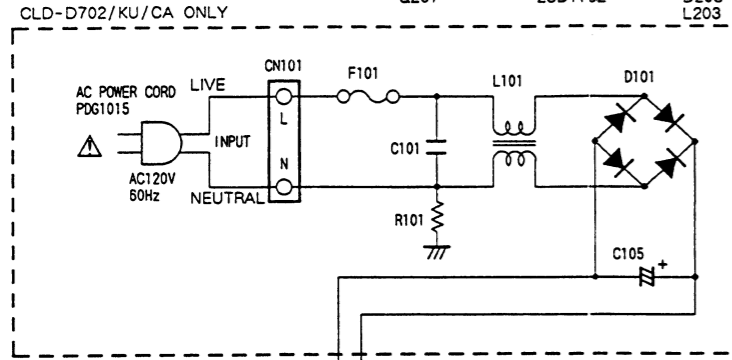 CLD-D702/KU/CA ONLY
L203
AC POWER CORD
PDG1015
LIVE
CN101
F101
L101
D101
L
INPUT
C101
N
AC120V
60Hz
NEUTRAL
R101
C105
+